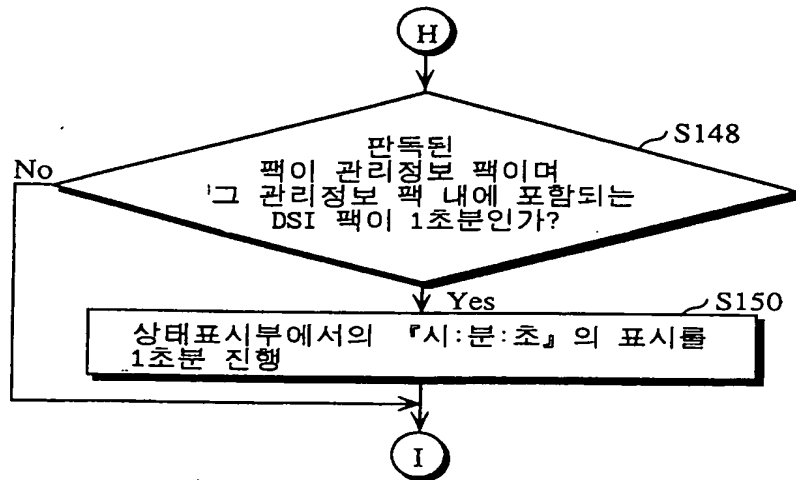 H
판독된
팩이 관리정보 팩이며
그 관리정보 팩 내에 포함되는
DSI 팩이 1초분인가?
S148
No
Yes
S150
상태표시부에서의 『시:분:초』의 표시를
1초분 진행
I